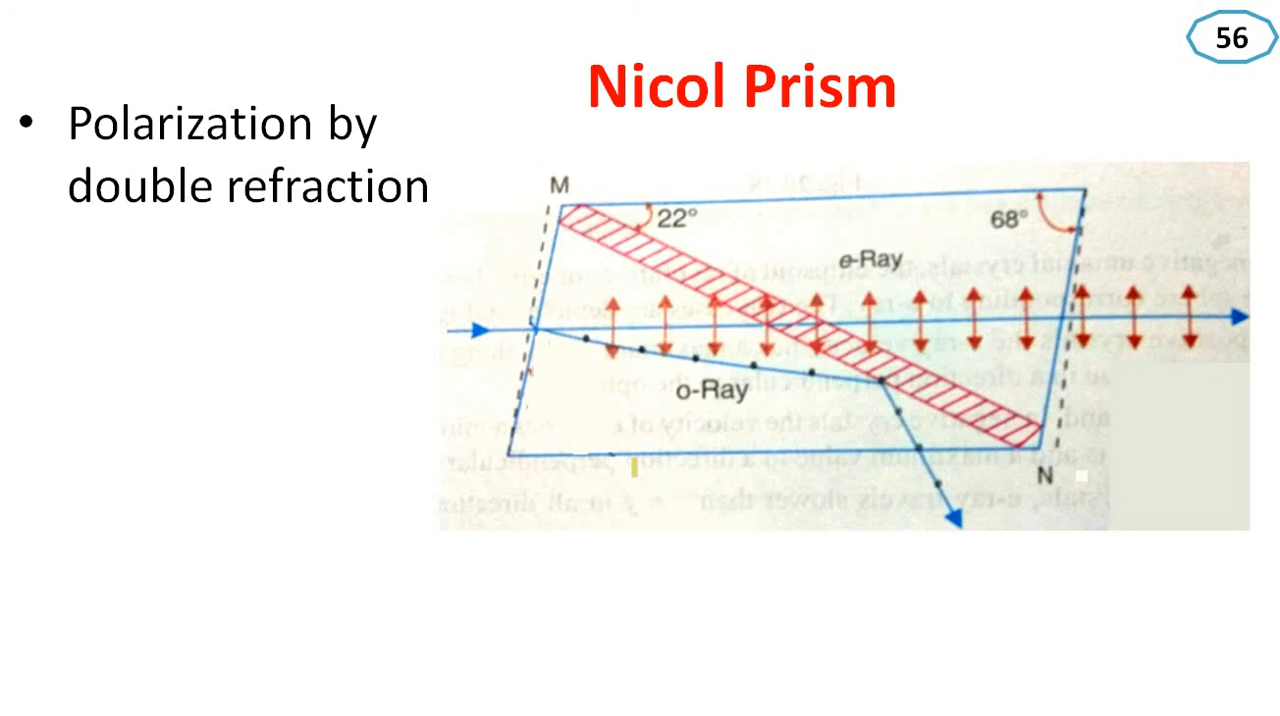 56
Nicol Prism
• Polarization by
double refraction
M
22°
68°
e-Ray
o-Ray
N